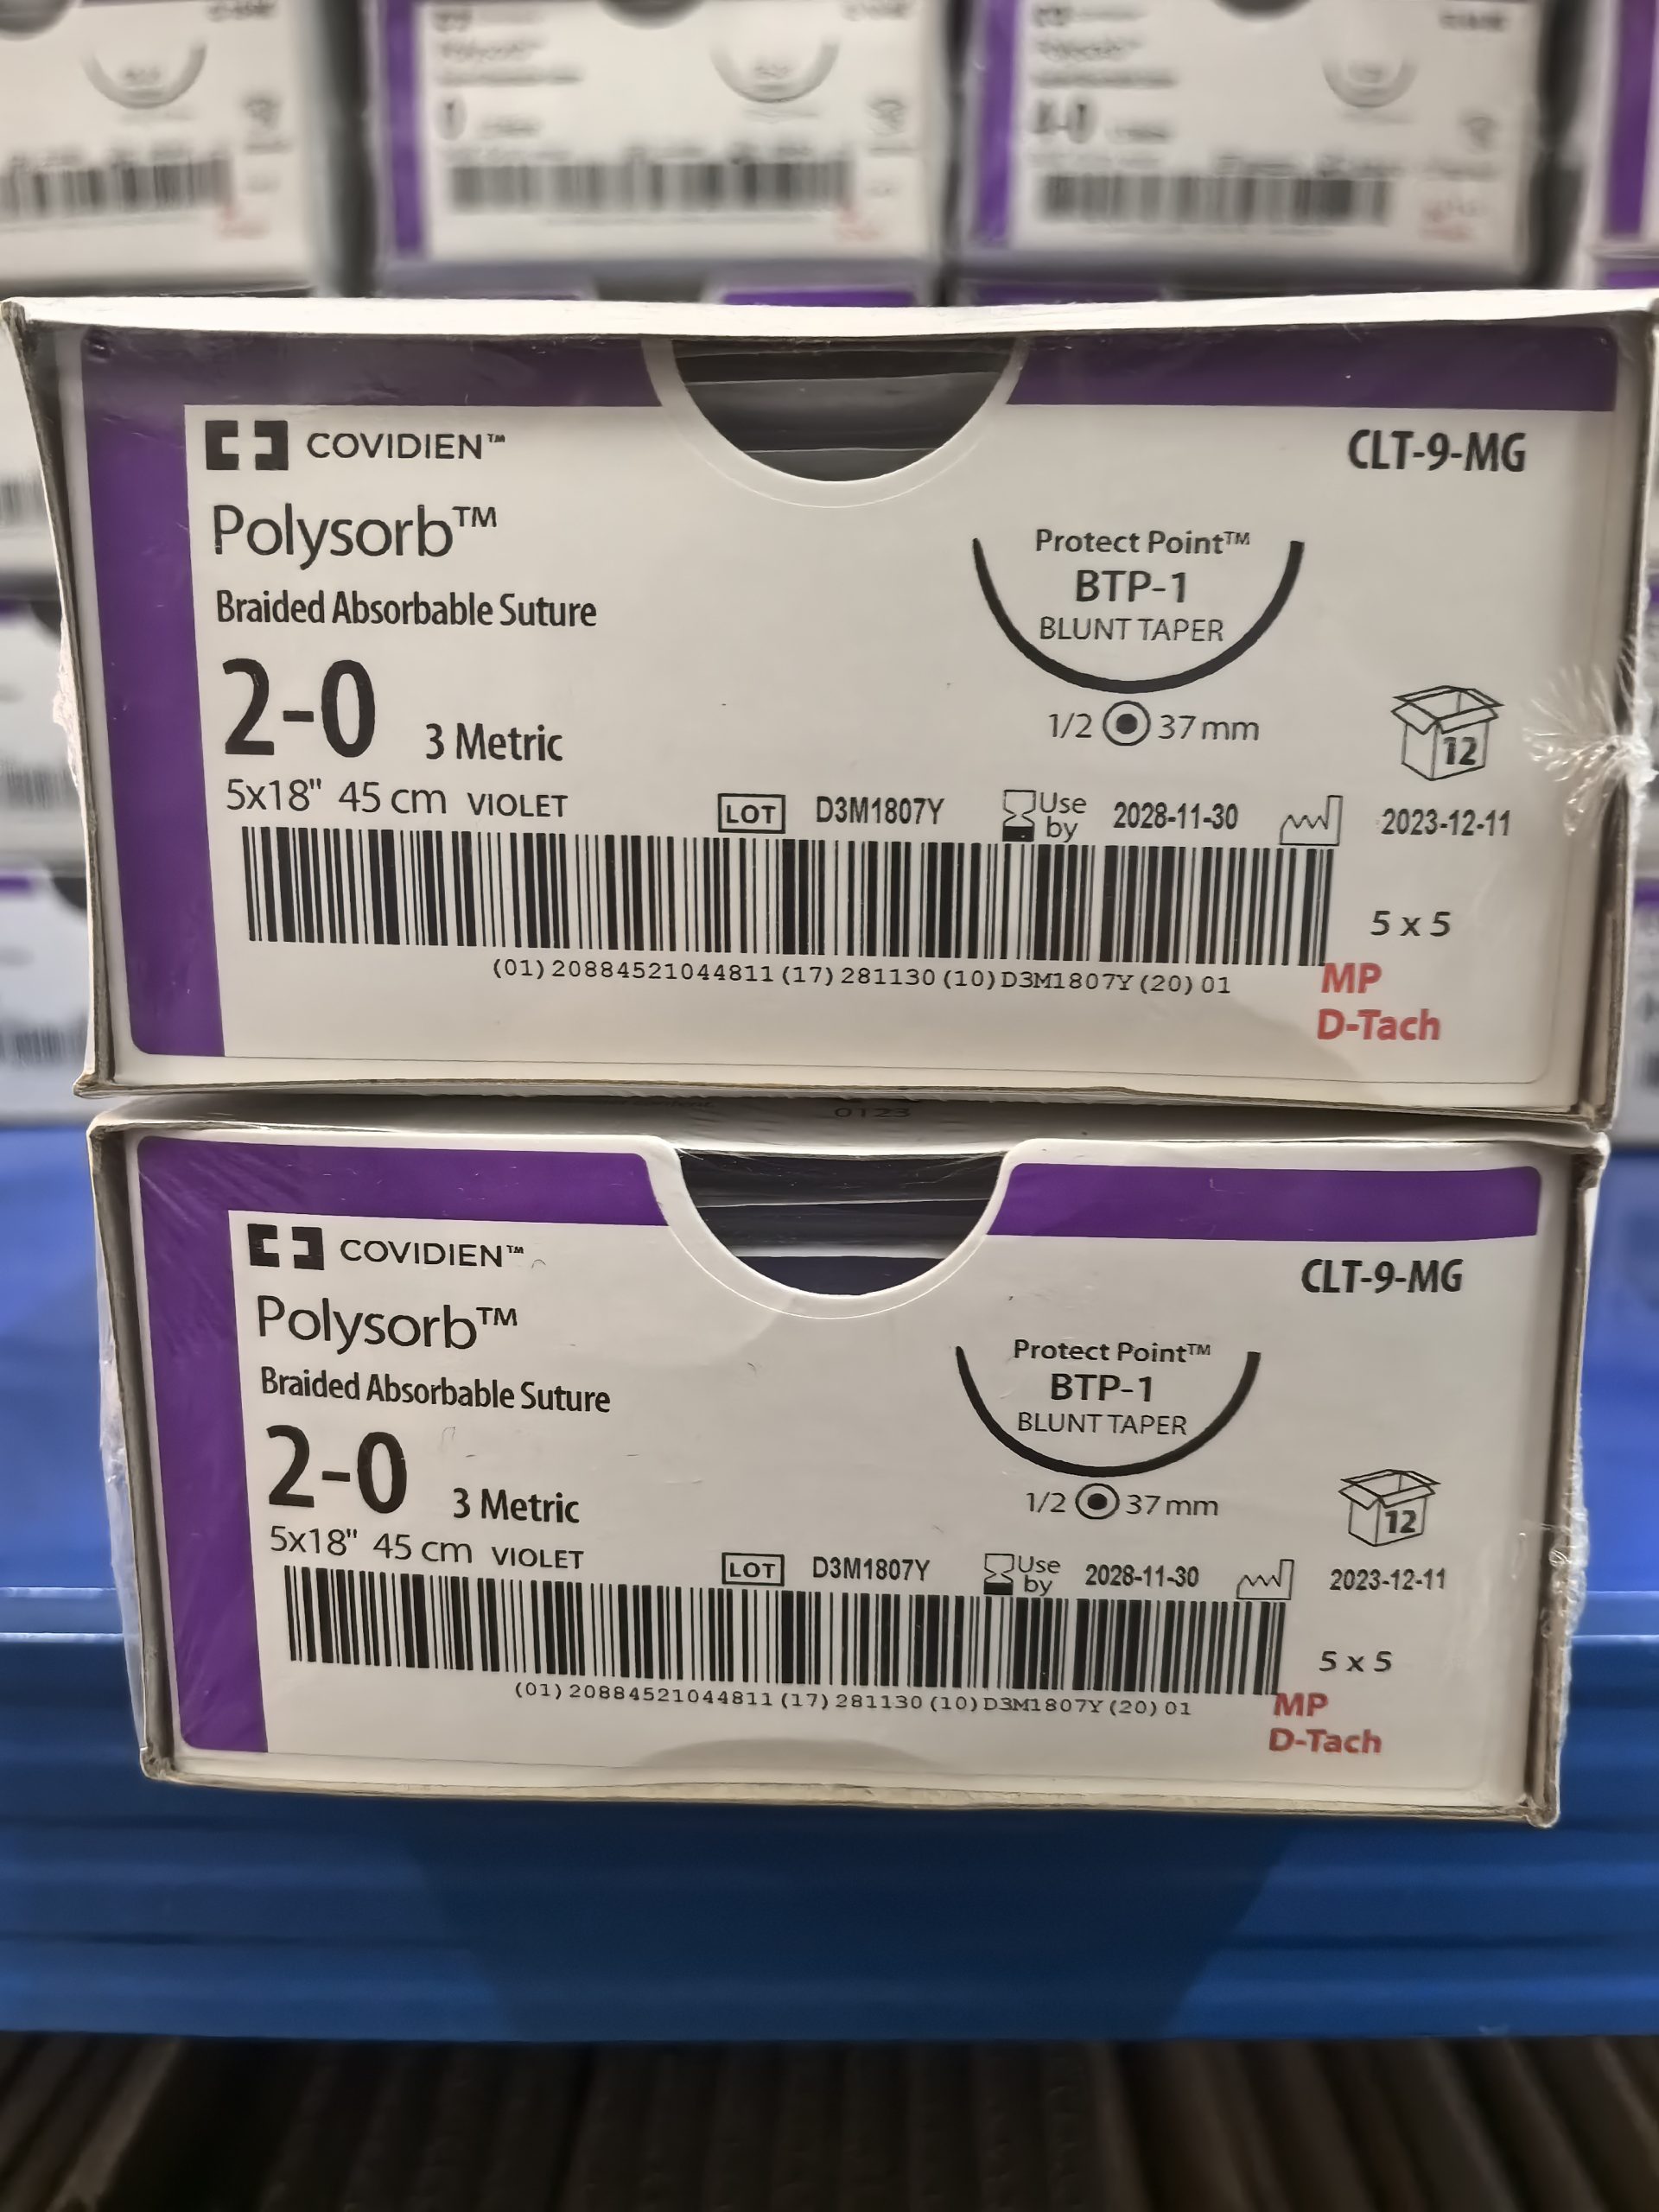 COVIDIEN™
CLT-9-MG
Polysorb™
Braided Absorbable Suture
Protect Point™
BTP-1
BLUNT TAPER
2-0 3 Metric
1/2 37 mm
12
5x18" 45 cm VIOLET
LOT D3M1807Y Use by 2028-11-30 2023-12-11
5 x 5
(01)20884521044811(17)281130(10)D3M1807Y(20)01
MP
D-Tach
0123
COVIDIEN™
CLT-9-MG
Polysorb™
Braided Absorbable Suture
Protect Point™
BTP-1
BLUNT TAPER
2-0 3 Metric
1/2 37 mm
12
5x18" 45 cm VIOLET
LOT D3M1807Y Use by 2028-11-30 2023-12-11
5 x 5
(01)20884521044811(17)281130(10)D3M1807Y(20)01
MP
D-Tach